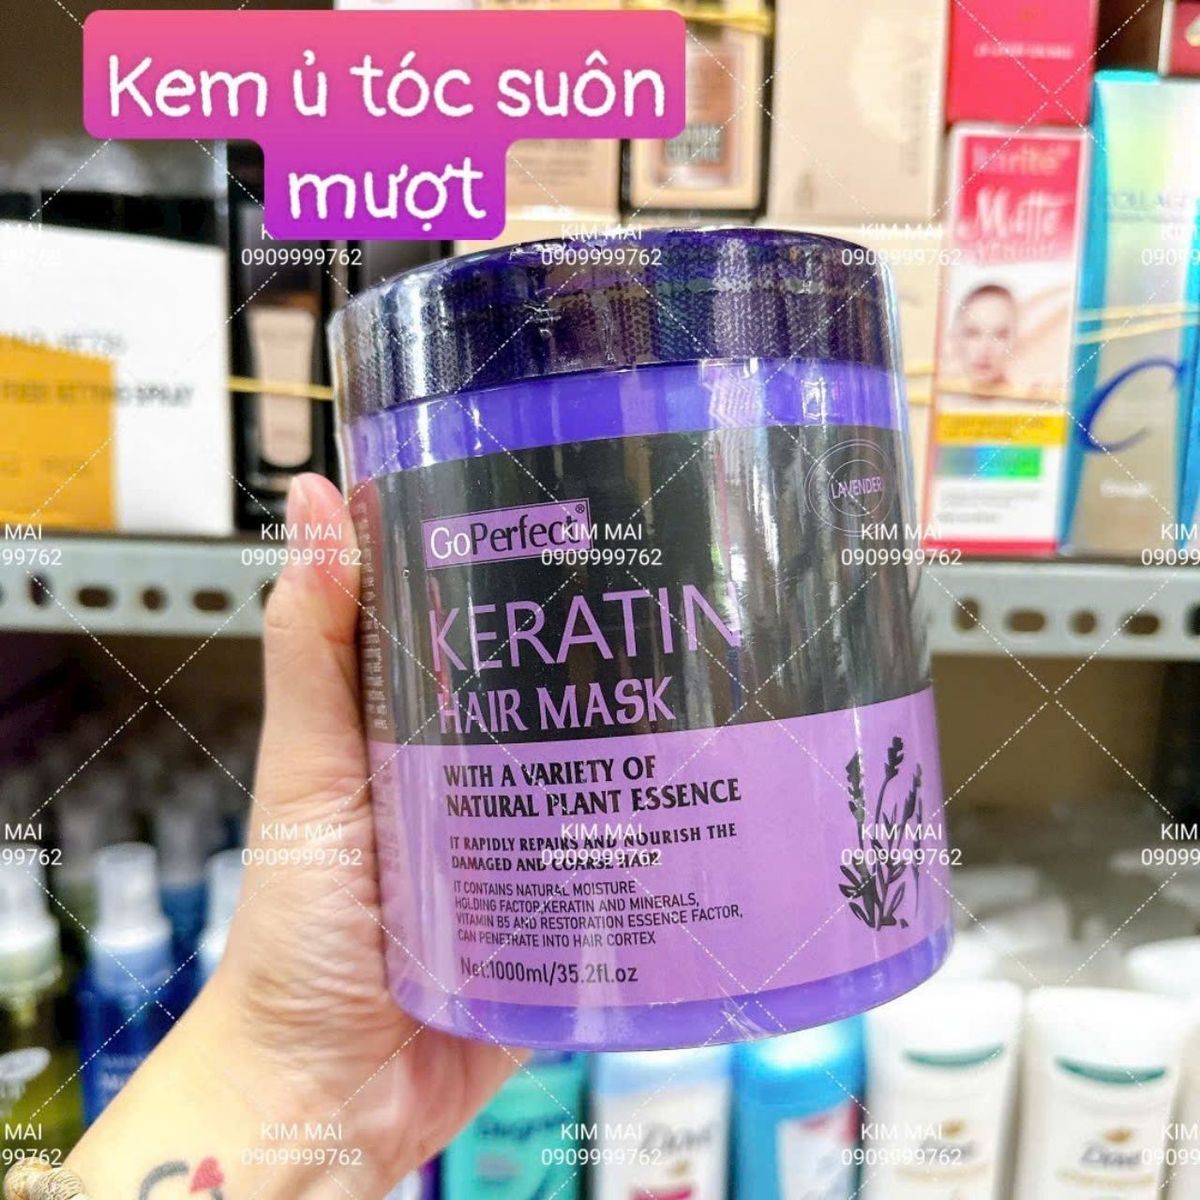 Kem ủ tóc suôn
mượt
KIM MAI
0909999762
LAVENDER
GoPerfect®
KERATIN
HAIR MASK
WITH A VARIETY OF
NATURAL PLANT ESSENCE
IT RAPIDLY REPAIRS AND NOURISH THE
DAMAGED AND COARSE HAIR
IT CONTAINS NATURAL MOISTURE
HOLDING FACTOR,KERATIN AND MINERALS,
VITAMIN B5 AND RESTORATION ESSENCE FACTOR,
CAN PENETRATE INTO HAIR CORTEX
Net:1000ml/35.2fl.oz
Matte
Dove